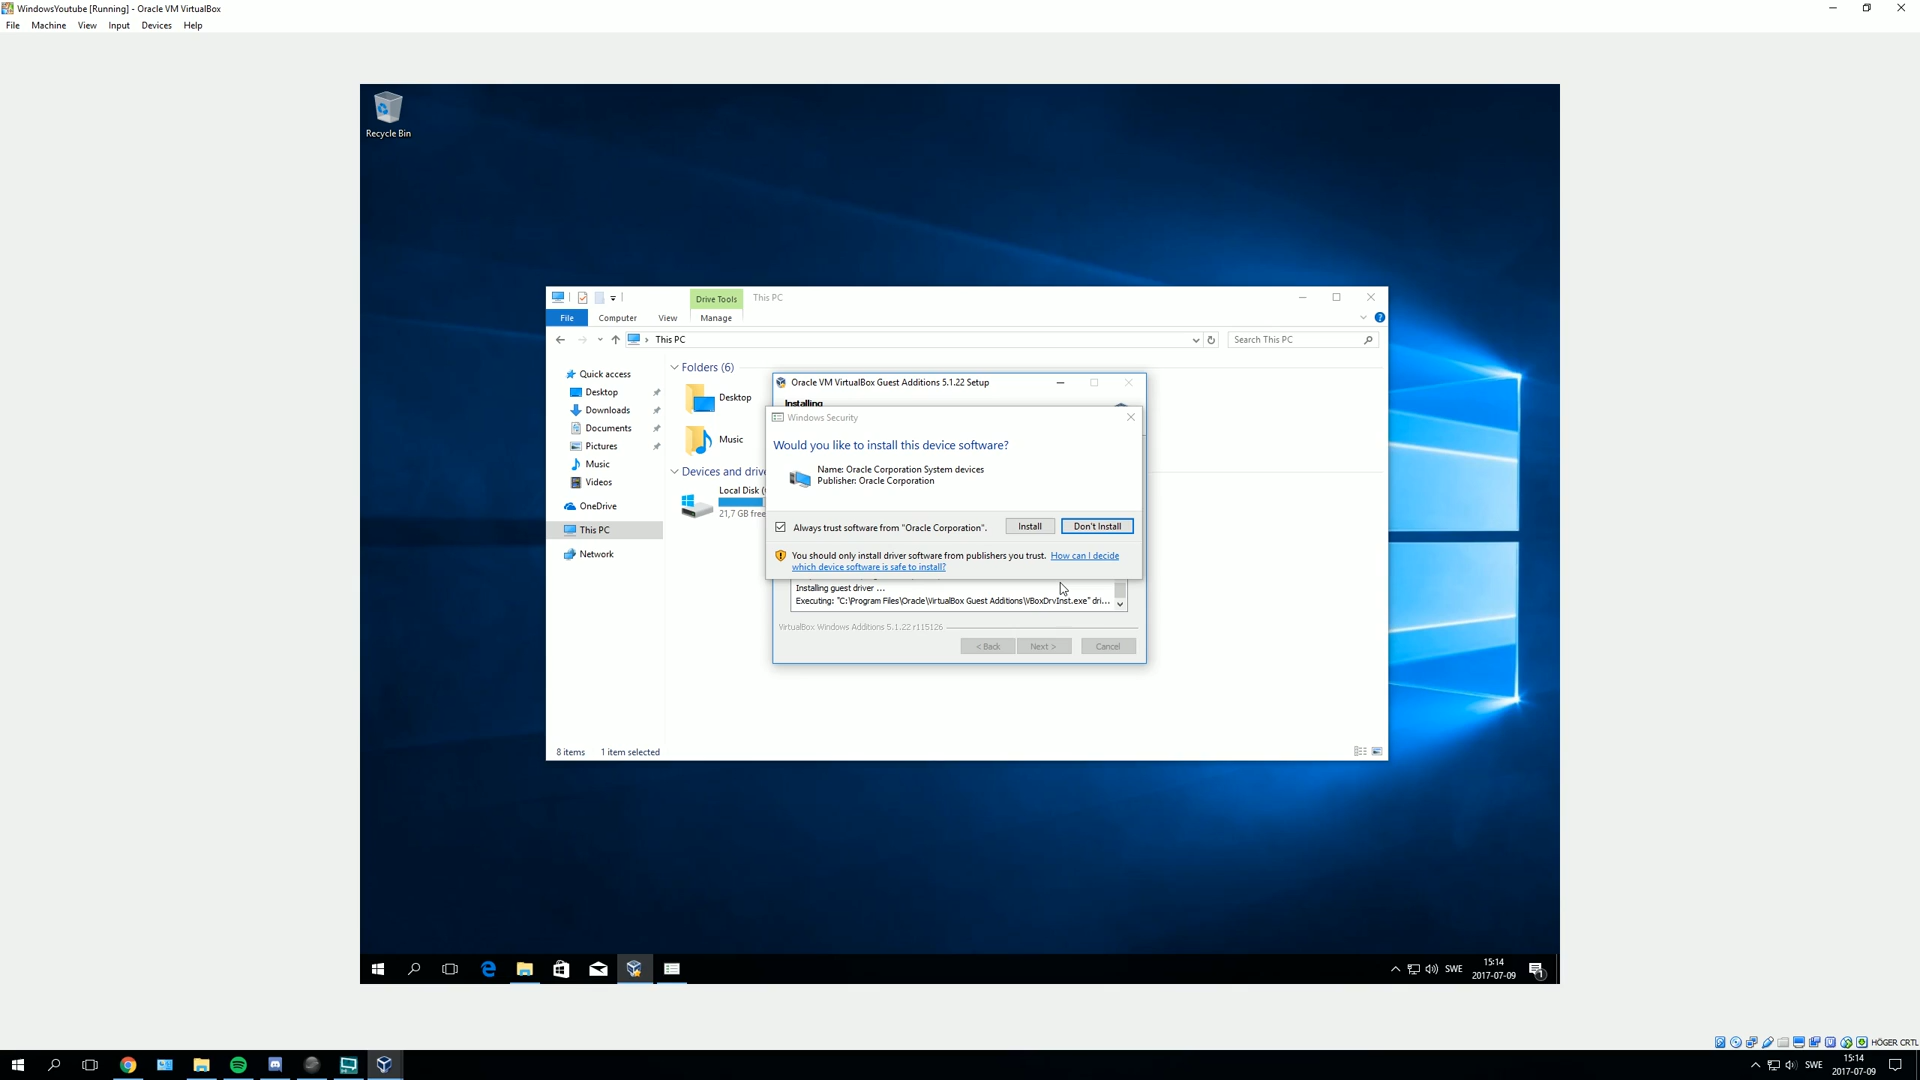 WindowsYoutube [Running] - Oracle VM VirtualBox
File Machine View Input Devices Help
Recycle Bin
Drive Tools This PC
File Computer View Manage
This PC Search This PC
Quick access
Desktop
Downloads
Documents
Pictures
Music
Videos
OneDrive
This PC
Network
Folders (6)
Desktop
Music
Devices and drive
Local Disk (
21,7 GB free
Oracle VM VirtualBox Guest Additions 5.1.22 Setup
Installing
Windows Security
Would you like to install this device software?
Name: Oracle Corporation System devices
Publisher: Oracle Corporation
Always trust software from "Oracle Corporation". Install Don't Install
You should only install driver software from publishers you trust. How can I decide
which device software is safe to install?
Installing guest driver ...
Executing: "C:\Program Files\Oracle\VirtualBox Guest Additions\VBoxDrvInst.exe" dri...
VirtualBox Windows Additions 5.1.22 r115126
< Back Next > Cancel
8 items 1 item selected
SWE
15:14
2017-07-09
1
HÖGER CRTL
SWE
15:14
2017-07-09